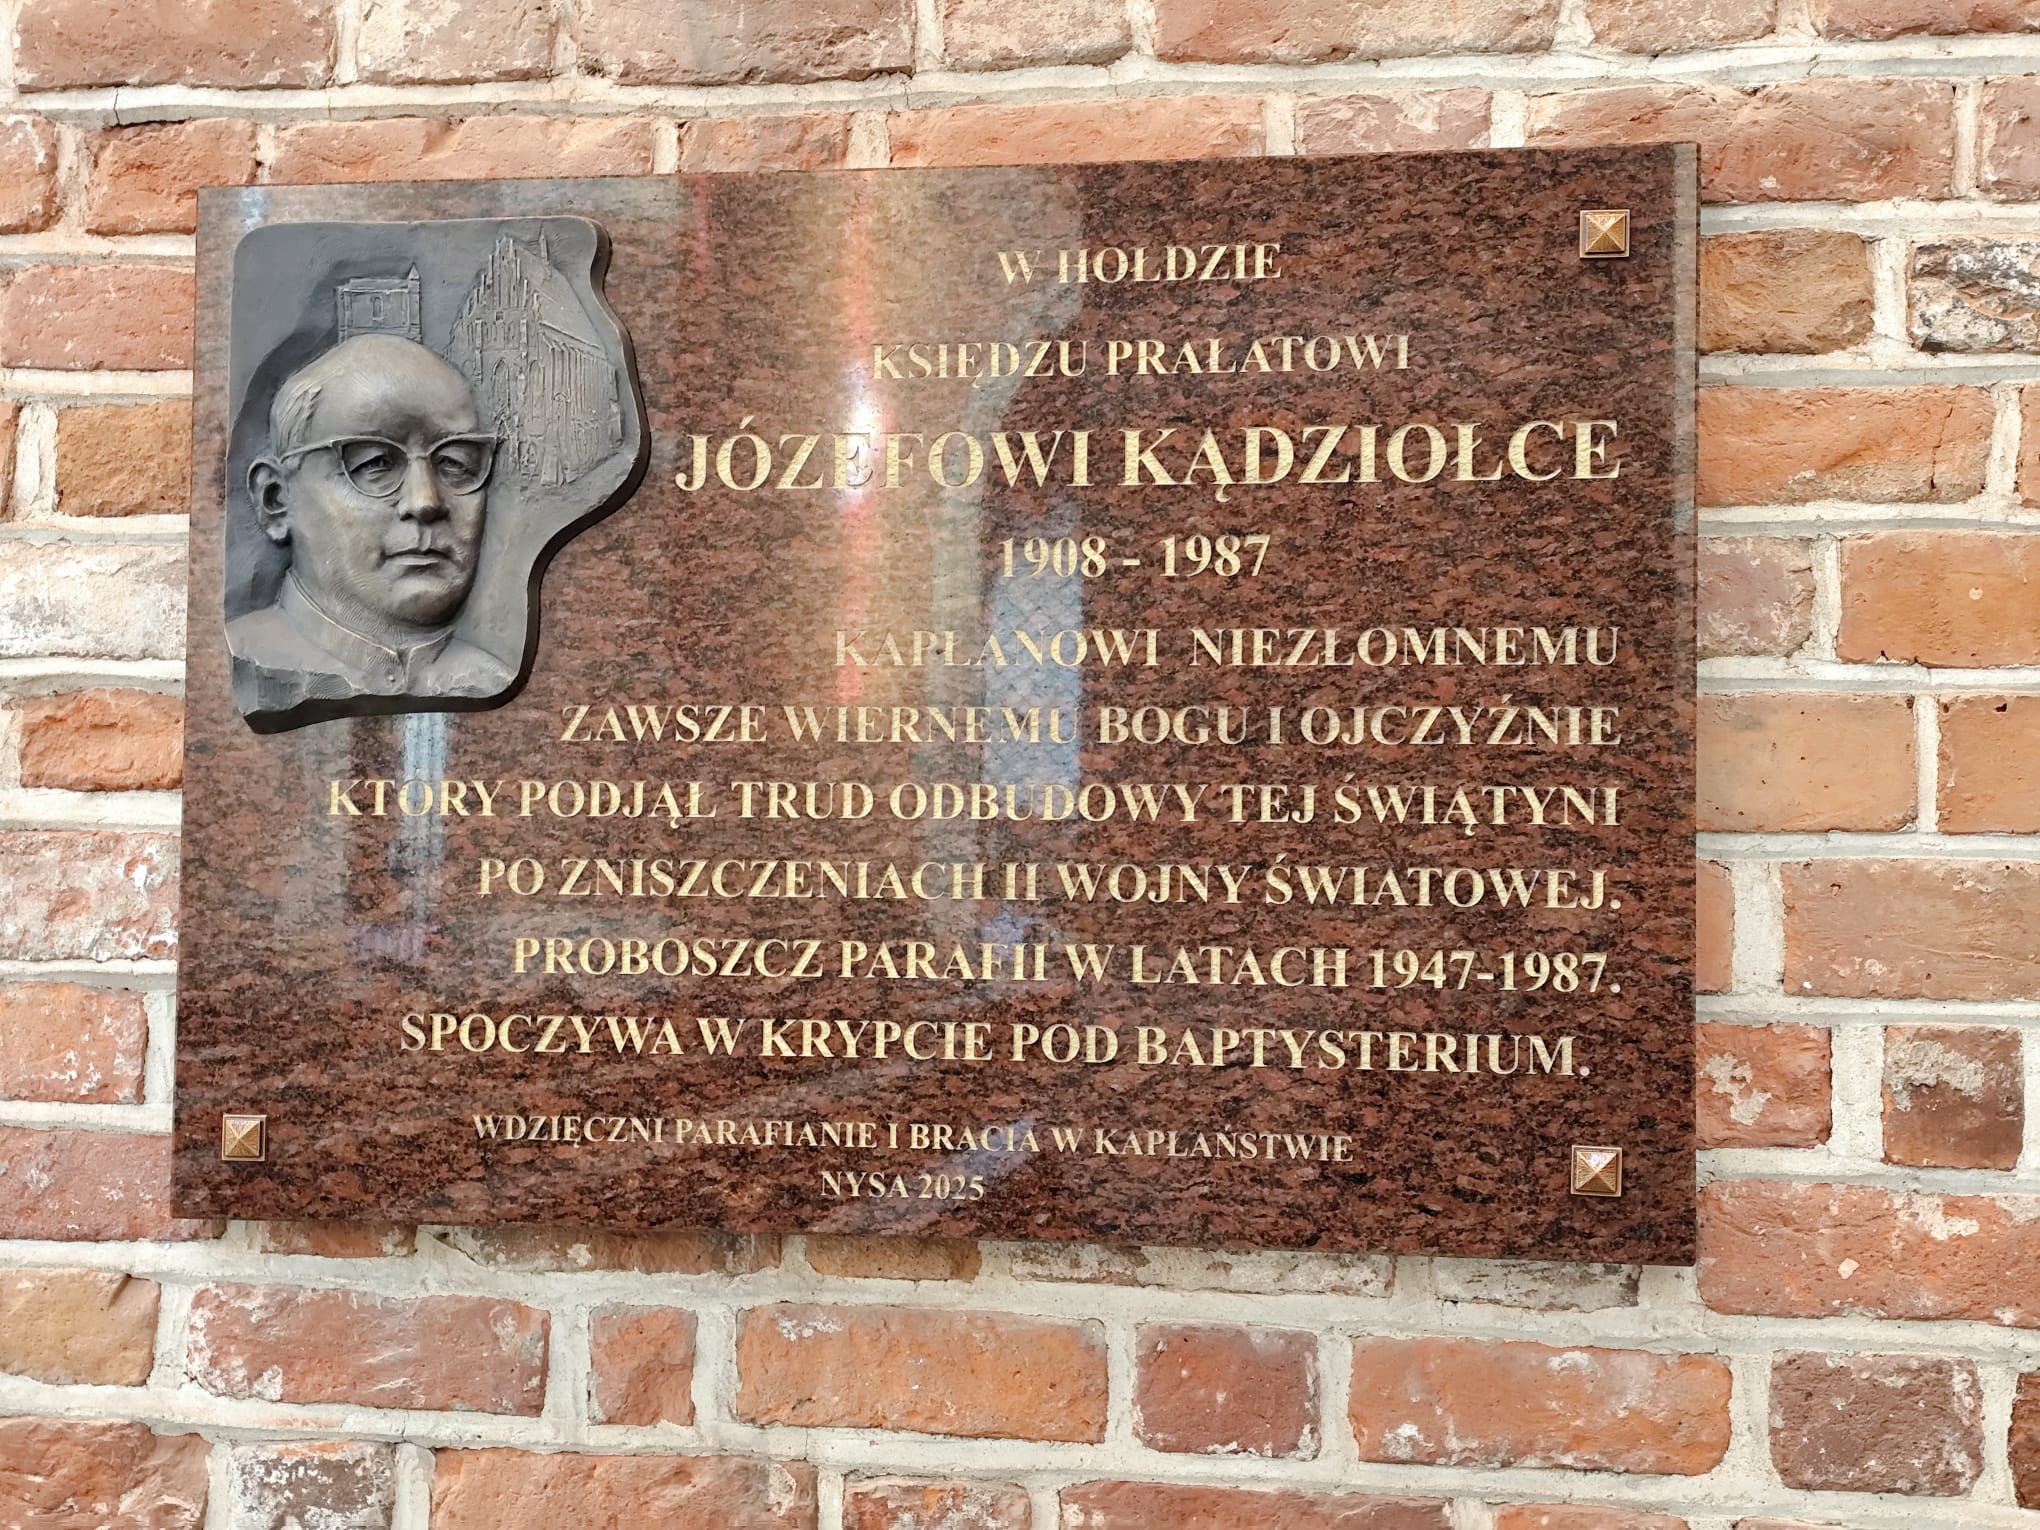 W HOŁDZIE
KSIĘDZU PRAŁATOWI
JÓZEFOWI KĄDZIOŁCE
1908 - 1987
KAPŁANOWI NIEZŁOMNEMU
ZAWSZE WIERNEMU BOGU I OJCZYŹNIE
KTÓRY PODJĄŁ TRUD ODBUDOWY TEJ ŚWIĄTYNI
PO ZNISZCZENIACH II WOJNY ŚWIATOWEJ.
PROBOSZCZ PARAFII W LATACH 1947-1987.
SPOCZYWA W KRYPCIE POD BAPTYSTERIUM.
WDZIĘCZNI PARAFIANIE I BRACIA W KAPŁAŃSTWIE
NYSA 2025